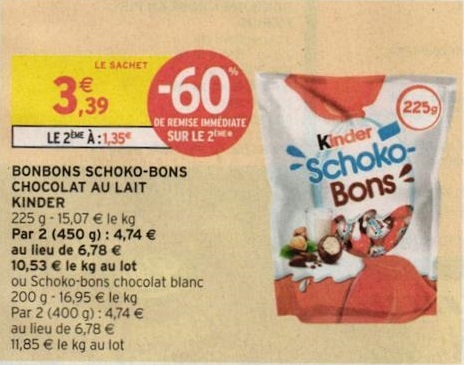 LE SACHET
3€,39
LE 2ÈME À : 1,35€
-60%
DE REMISE IMMÉDIATE
SUR LE 2ÈME
BONBONS SCHOKO-BONS
CHOCOLAT AU LAIT
KINDER
225 g - 15,07 € le kg
Par 2 (450 g) : 4,74 €
au lieu de 6,78 €
10,53 € le kg au lot
ou Schoko-bons chocolat blanc
200 g - 16,95 € le kg
Par 2 (400 g) : 4,74 €
au lieu de 6,78 €
11,85 € le kg au lot
225g
Kinder
Schoko-
Bons